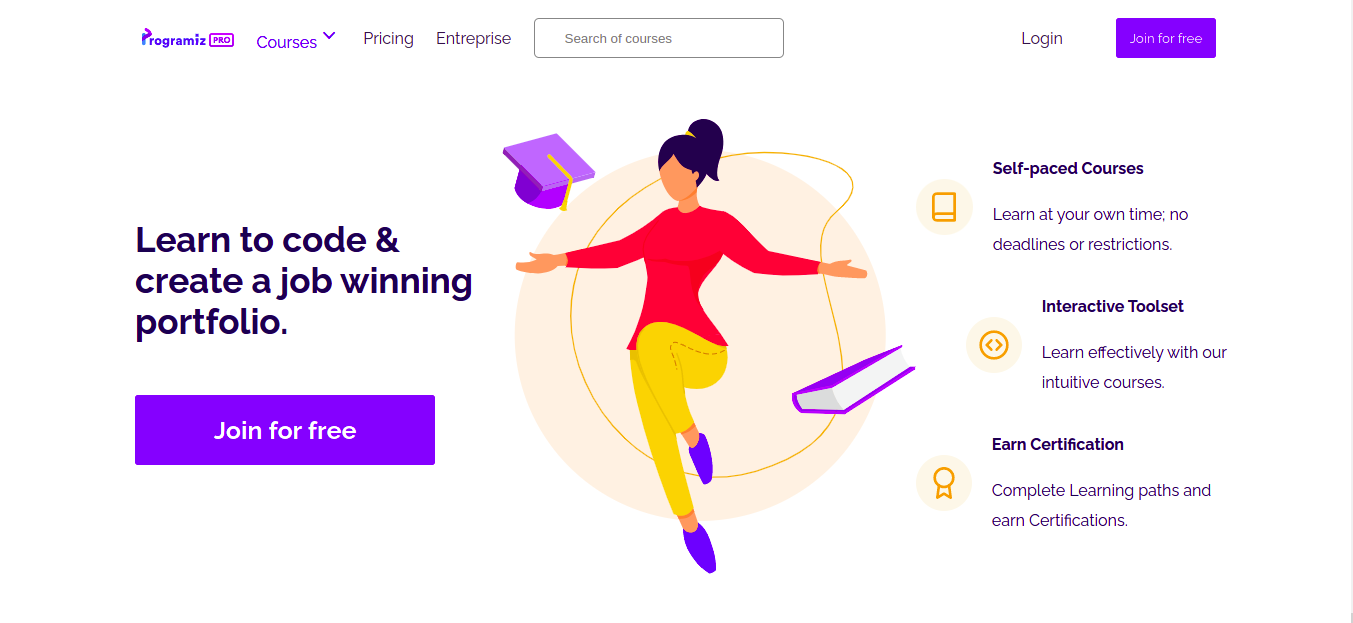 Programiz PRO
Courses
Pricing
Entreprise
Search of courses
Login
Join for free
Learn to code &
create a job winning
portfolio.
Join for free
Self-paced Courses
Learn at your own time; no
deadlines or restrictions.
Interactive Toolset
Learn effectively with our
intuitive courses.
Earn Certification
Complete Learning paths and
earn Certifications.